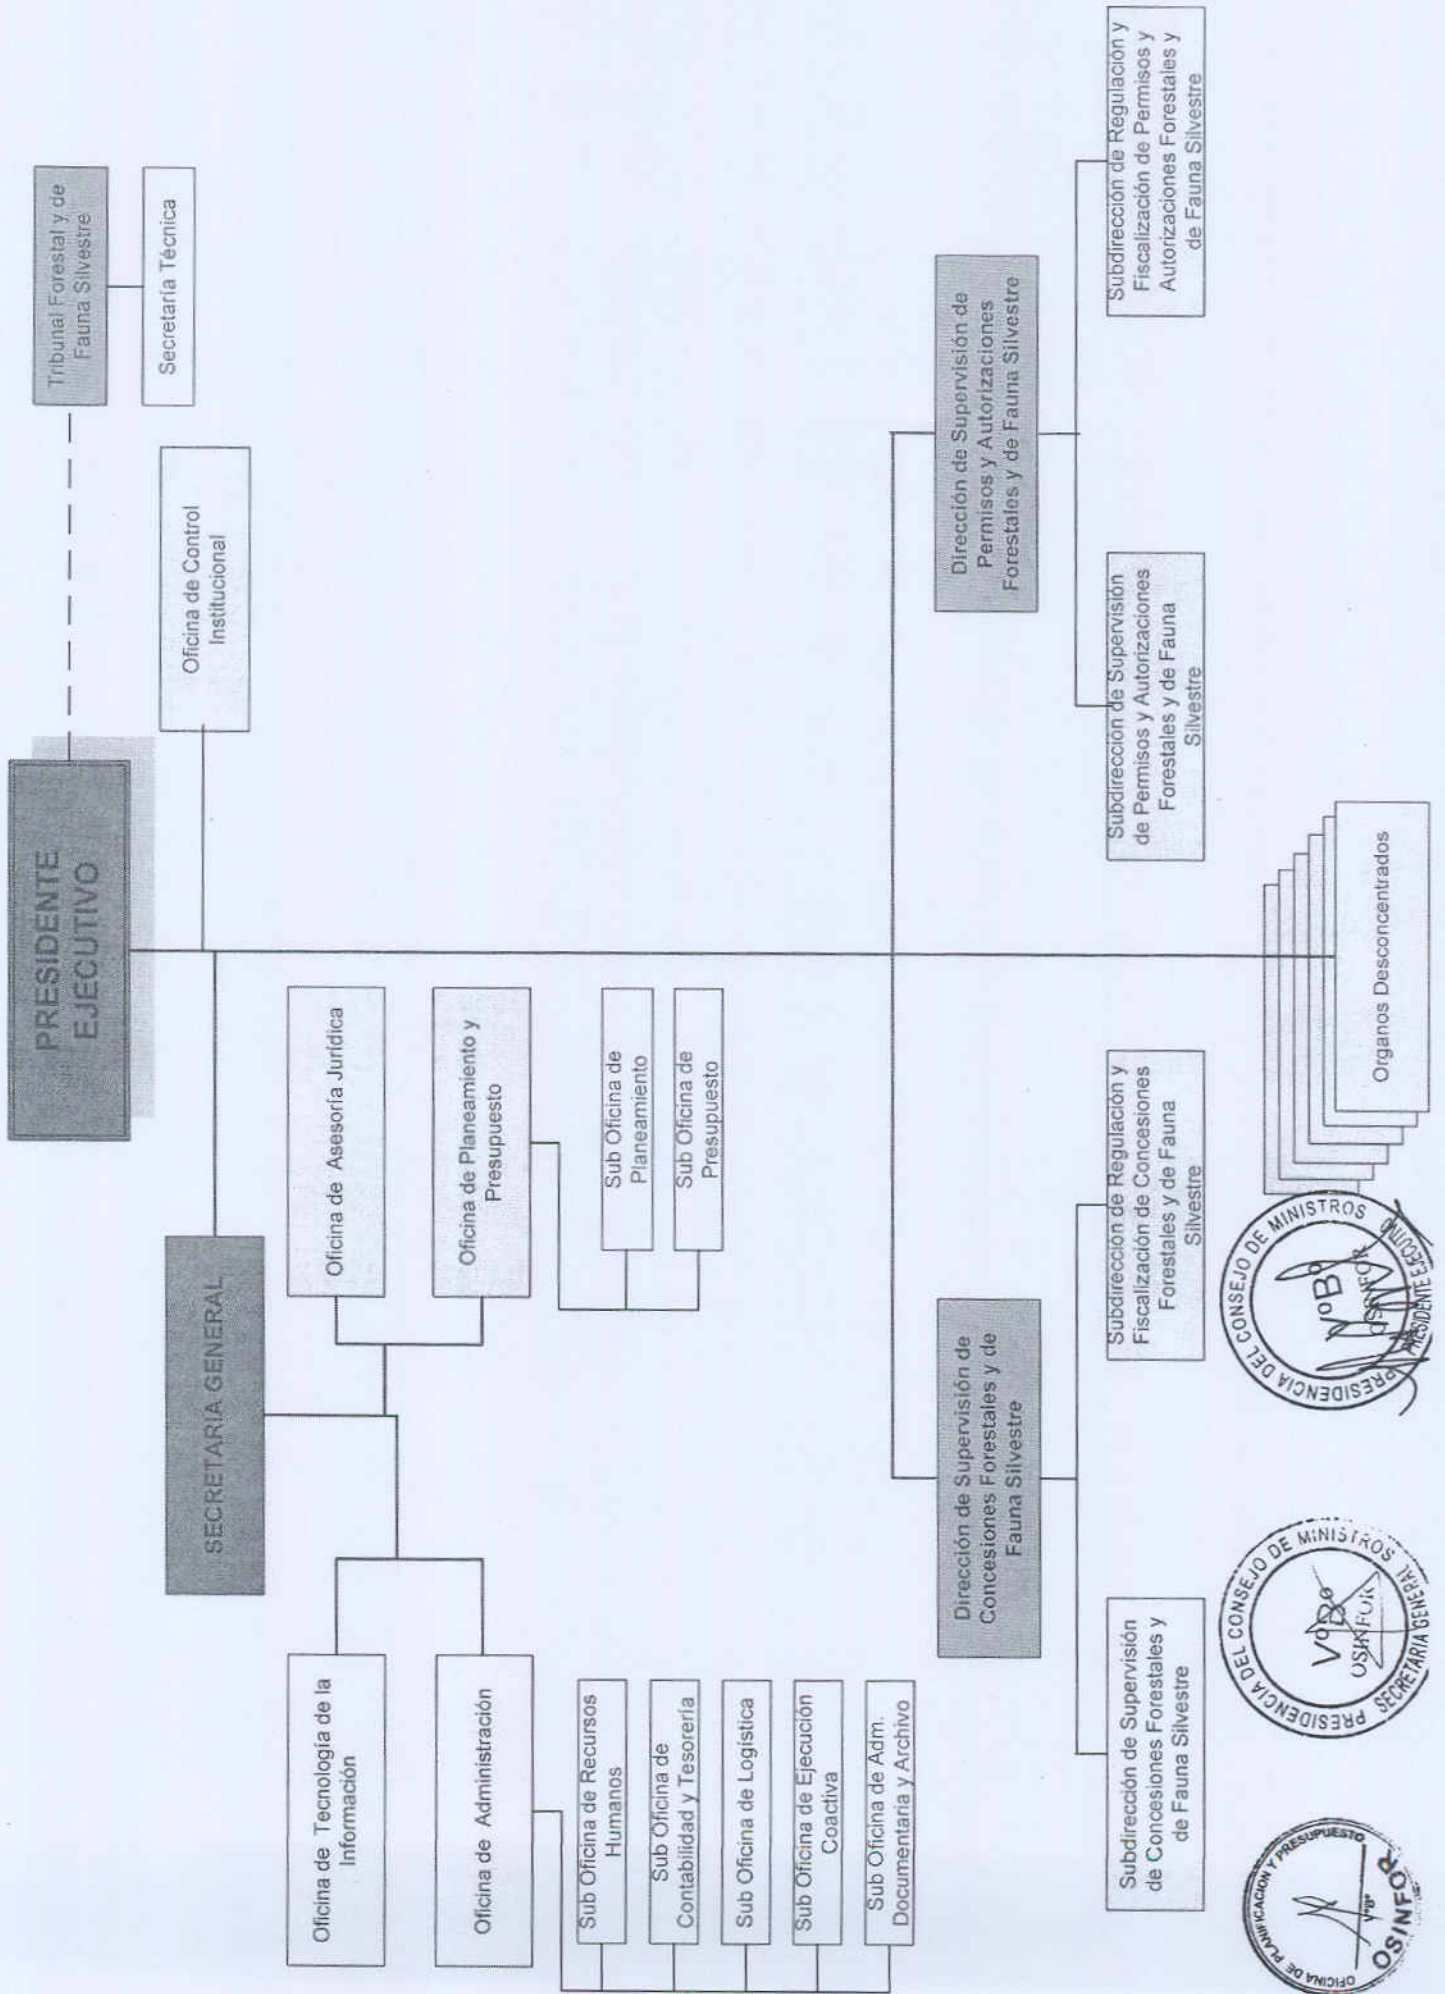 PRESIDENTE
EJECUTIVO
Tribunal Forestal y de
Fauna Silvestre
Secretaría Técnica
Oficina de Control
Institucional
SECRETARIA GENERAL
Oficina de Tecnología de la
Información
Oficina de Asesoría Jurídica
Oficina de Administración
Oficina de Planeamiento y
Presupuesto
Sub Oficina de Recursos
Humanos
Sub Oficina de
Contabilidad y Tesorería
Sub Oficina de Logística
Sub Oficina de Ejecución
Coactiva
Sub Oficina de Adm.
Documentaria y Archivo
Sub Oficina de
Planeamiento
Sub Oficina de
Presupuesto
Dirección de Supervisión de
Concesiones Forestales y de
Fauna Silvestre
Dirección de Supervisión de
Permisos y Autorizaciones
Forestales y de Fauna Silvestre
Subdirección de Supervisión
de Concesiones Forestales y
de Fauna Silvestre
Subdirección de Regulación y
Fiscalización de Concesiones
Forestales y de Fauna
Silvestre
Subdirección de Supervisión
de Permisos y Autorizaciones
Forestales y de Fauna
Silvestre
Subdirección de Regulación y
Fiscalización de Permisos y
Autorizaciones Forestales y
de Fauna Silvestre
Organos Desconcentrados
OFICINA DE PLANIFICACION Y PRESUPUESTO
VºBº
OSINFOR
PRESIDENCIA DEL CONSEJO DE MINISTROS
VºBº
OSINFOR
SECRETARIA GENERAL
PRESIDENCIA DEL CONSEJO DE MINISTROS
VºBº
OSINFOR
PRESIDENTE EJECUTIVO